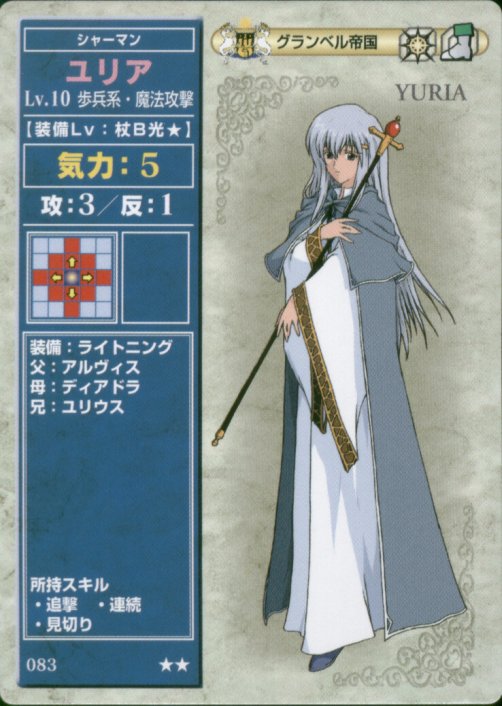 シャーマン
ユリア
Lv.10 歩兵系・魔法攻撃
【装備Lv：杖B光★】
気力：5
攻：3／反：1
装備：ライトニング
父：アルヴィス
母：ディアドラ
兄：ユリウス
所持スキル
・追撃 ・連続
・見切り
083 ★★
グランベル帝国
YURIA